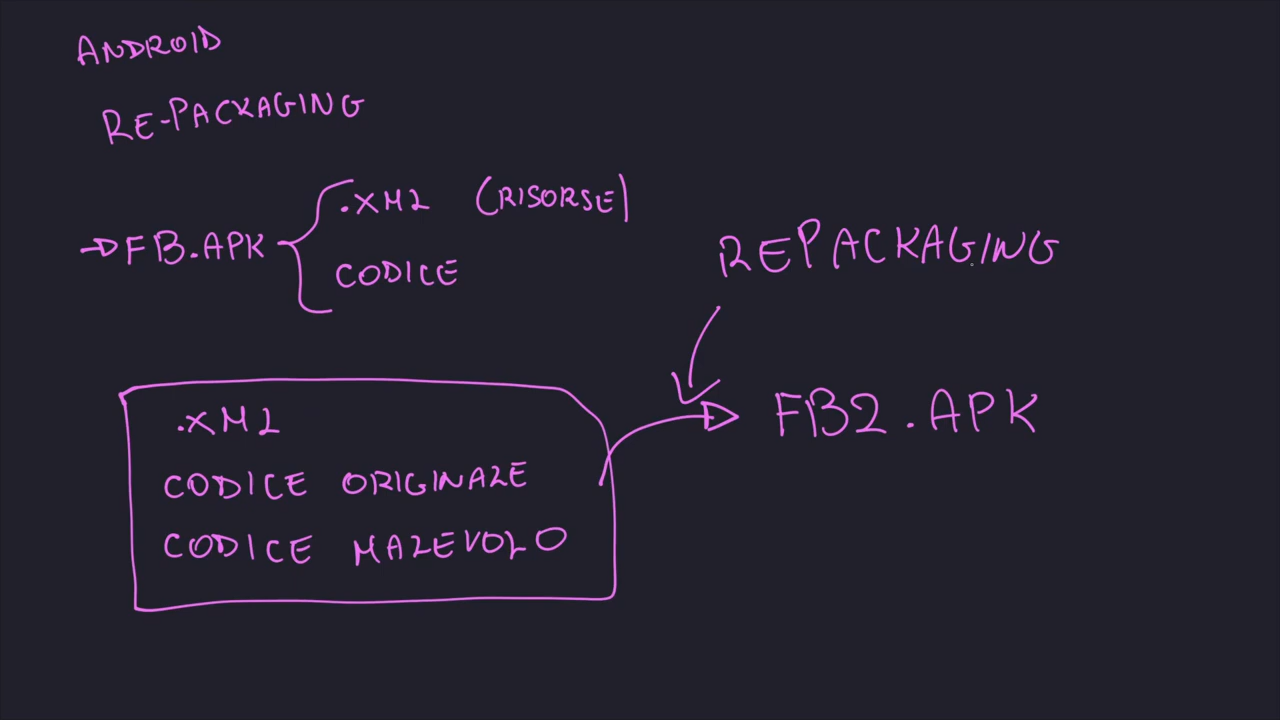 ANDROID
RE-PACKAGING
.XML (RISORSE)
FB.APK
CODICE
REPACKAGING
.XML
CODICE ORIGINALE
CODICE MALEVOLO
FB2.APK